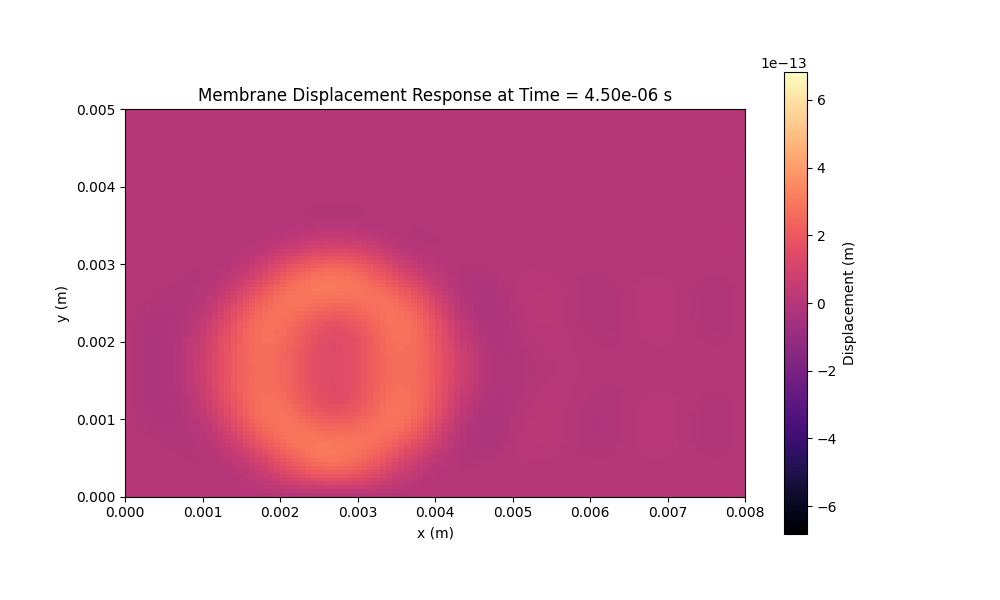 1e−13
Membrane Displacement Response at Time = 4.50e-06 s
0.005
0.004
0.003
0.002
0.001
0.000
y (m)
0.000 0.001 0.002 0.003 0.004 0.005 0.006 0.007 0.008
x (m)
6
4
2
0
−2
−4
−6
Displacement (m)